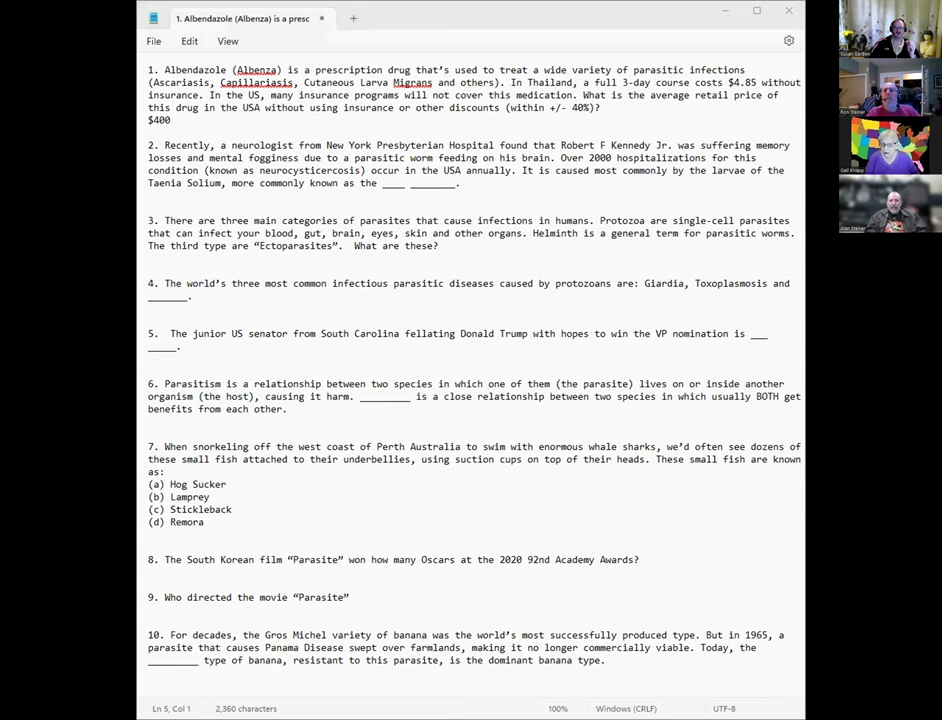 1. Albendazole (Albenza) is a presc
File Edit View
1. Albendazole (Albenza) is a prescription drug that's used to treat a wide variety of parasitic infections
(Ascariasis, Capillariasis, Cutaneous Larva Migrans and others). In Thailand, a full 3-day course costs $4.85 without
insurance. In the US, many insurance programs will not cover this medication. What is the average retail price of
this drug in the USA without using insurance or other discounts (within +/- 40%)?
$400
2. Recently, a neurologist from New York Presbyterian Hospital found that Robert F Kennedy Jr. was suffering memory
losses and mental fogginess due to a parasitic worm feeding on his brain. Over 2000 hospitalizations for this
condition (known as neurocysticercosis) occur in the USA annually. It is caused most commonly by the larvae of the
Taenia Solium, more commonly known as the ____ ________.
3. There are three main categories of parasites that cause infections in humans. Protozoa are single-cell parasites
that can infect your blood, gut, brain, eyes, skin and other organs. Helminth is a general term for parasitic worms.
The third type are “Ectoparasites”.  What are these?
4. The world's three most common infectious parasitic diseases caused by protozoans are: Giardia, Toxoplasmosis and
_______.
5.  The junior US senator from South Carolina fellating Donald Trump with hopes to win the VP nomination is ___
_____.
6. Parasitism is a relationship between two species in which one of them (the parasite) lives on or inside another
organism (the host), causing it harm. _________ is a close relationship between two species in which usually BOTH get
benefits from each other.
7. When snorkeling off the west coast of Perth Australia to swim with enormous whale sharks, we'd often see dozens of
these small fish attached to their underbellies, using suction cups on top of their heads. These small fish are known
as:
(a) Hog Sucker
(b) Lamprey
(c) Stickleback
(d) Remora
8. The South Korean film “Parasite” won how many Oscars at the 2020 92nd Academy Awards?
9. Who directed the movie “Parasite”
10. For decades, the Gros Michel variety of banana was the world's most successfully produced type. But in 1965, a
parasite that causes Panama Disease swept over farmlands, making it no longer commercially viable. Today, the
_________ type of banana, resistant to this parasite, is the dominant banana type.
Ln 5, Col 1 2,360 characters 100% Windows (CRLF) UTF-8
Susan Gerden
Ron Steiner
Gail Knapp
Steiner